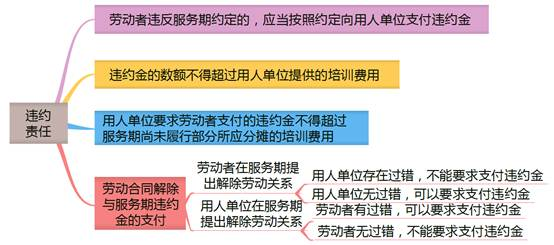 违约
责任
劳动者违反服务期约定的，应当按照约定向用人单位支付违约金
违约金的数额不得超过用人单位提供的培训费用
用人单位要求劳动者支付的违约金不得超过
服务期尚未履行部分所应分摊的培训费用
劳动合同解除
与服务期违约
金的支付
劳动者在服务期提
出解除劳动关系
用人单位存在过错，不能要求支付违约金
用人单位无过错，可以要求支付违约金
用人单位在服务期
提出解除劳动关系
劳动者有过错，可以要求支付违约金
劳动者无过错，不能要求支付违约金